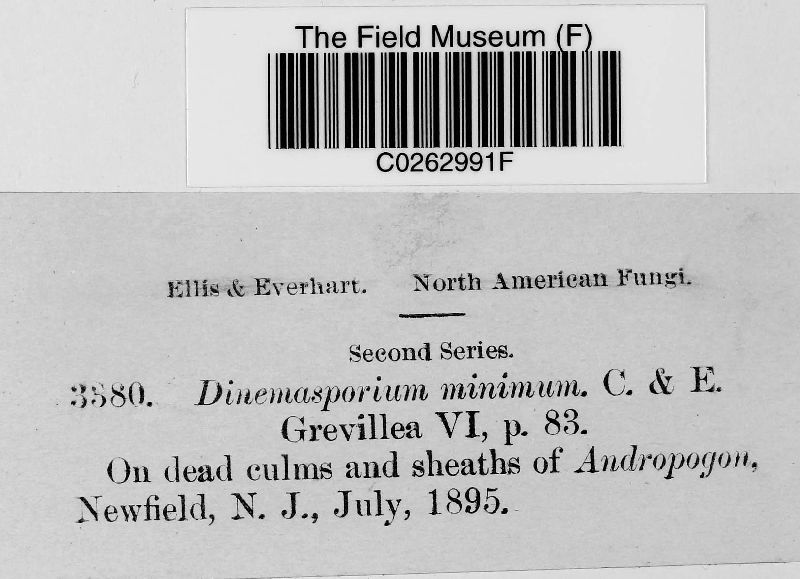 The Field Museum (F)
C0262991F
Ellis & Everhart. North American Fungi.
Second Series.
3380. Dinemasporium minimum. C. & E.
Grevillea VI, p. 83.
On dead culms and sheaths of Andropogon,
Newfield, N. J., July, 1895.